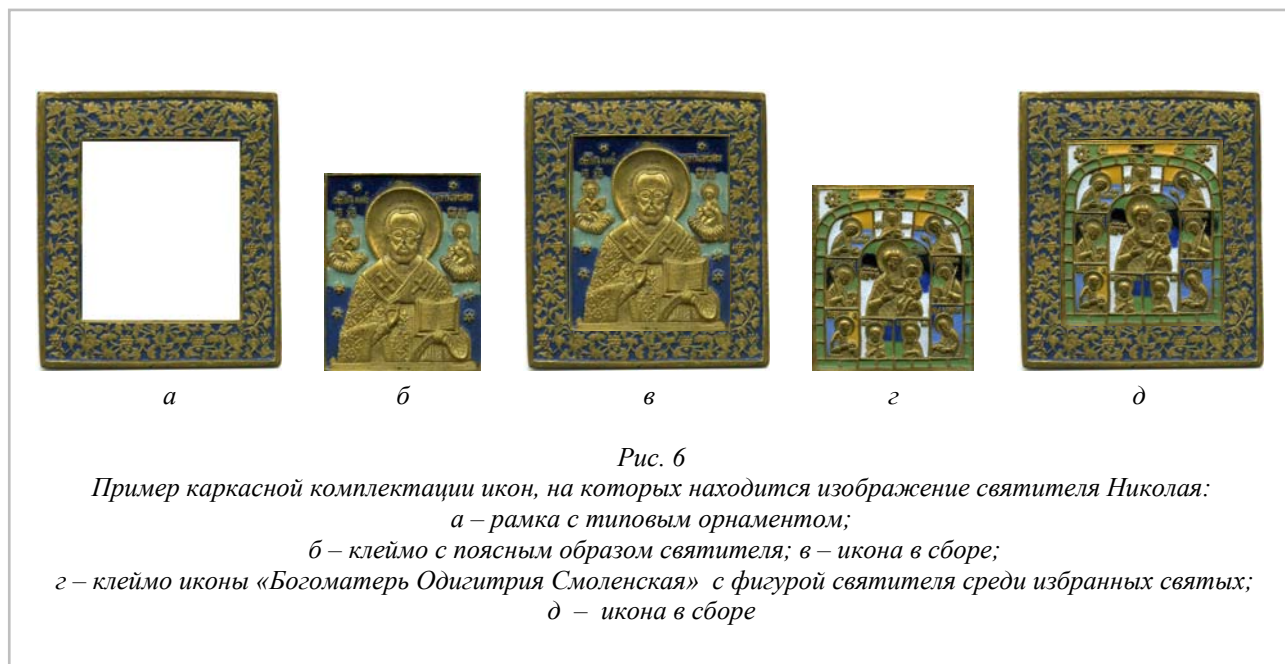 а б в г д
Рис. 6
Пример каркасной комплектации икон, на которых находится изображение святителя Николая:
а – рамка с типовым орнаментом;
б – клеймо с поясным образом святителя; в – икона в сборе;
г – клеймо иконы «Богоматерь Одигитрия Смоленская» с фигурой святителя среди избранных святых;
д – икона в сборе